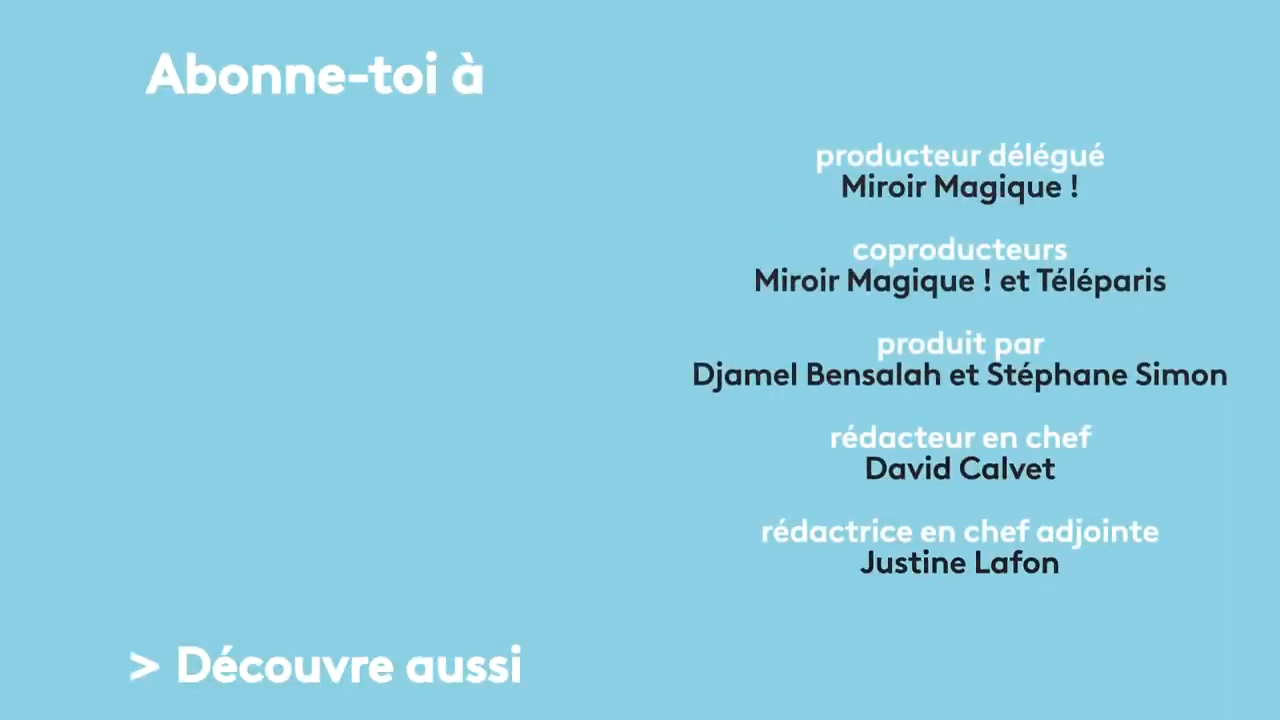 Abonne-toi à
producteur délégué
Miroir Magique !
coproducteurs
Miroir Magique ! et Téléparis
produit par
Djamel Bensalah et Stéphane Simon
rédacteur en chef
David Calvet
rédactrice en chef adjointe
Justine Lafon
> Découvre aussi